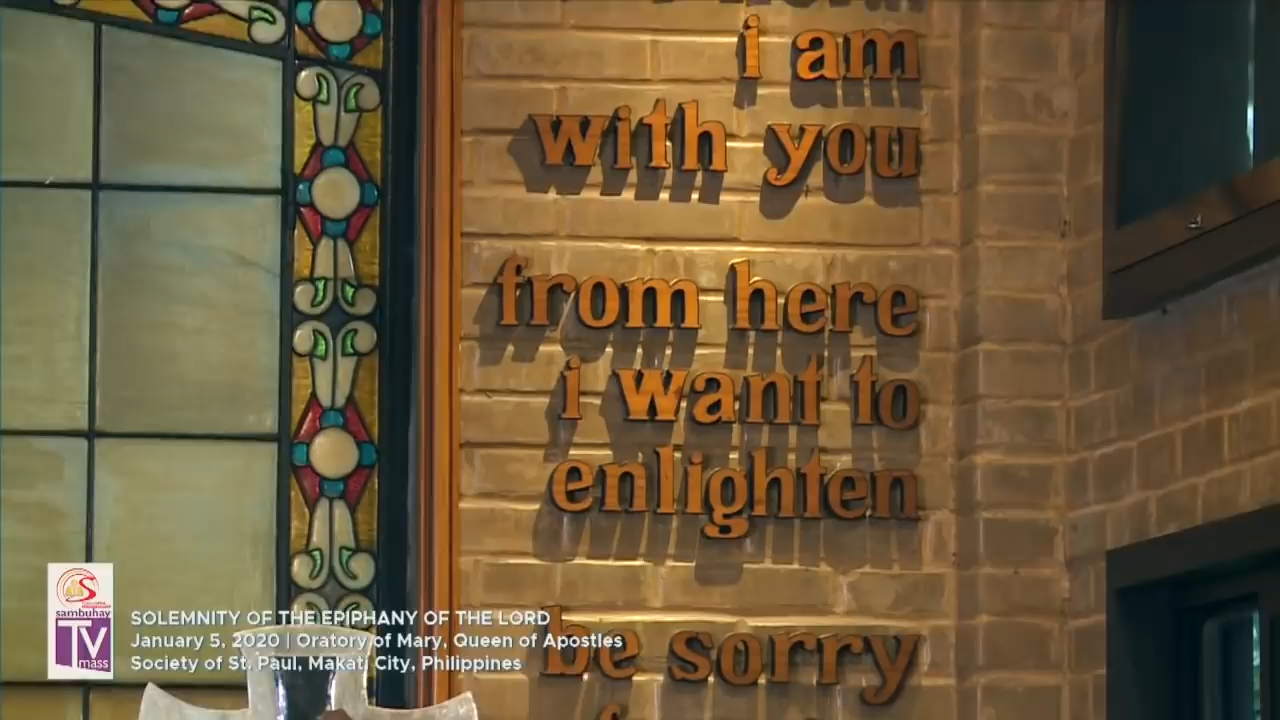 i am
with you
from here
i want to
enlighten
be sorry
sambuhay
TV
mass
SOLEMNITY OF THE EPIPHANY OF THE LORD
January 5, 2020 | Oratory of Mary, Queen of Apostles
Society of St. Paul, Makati City, Philippines